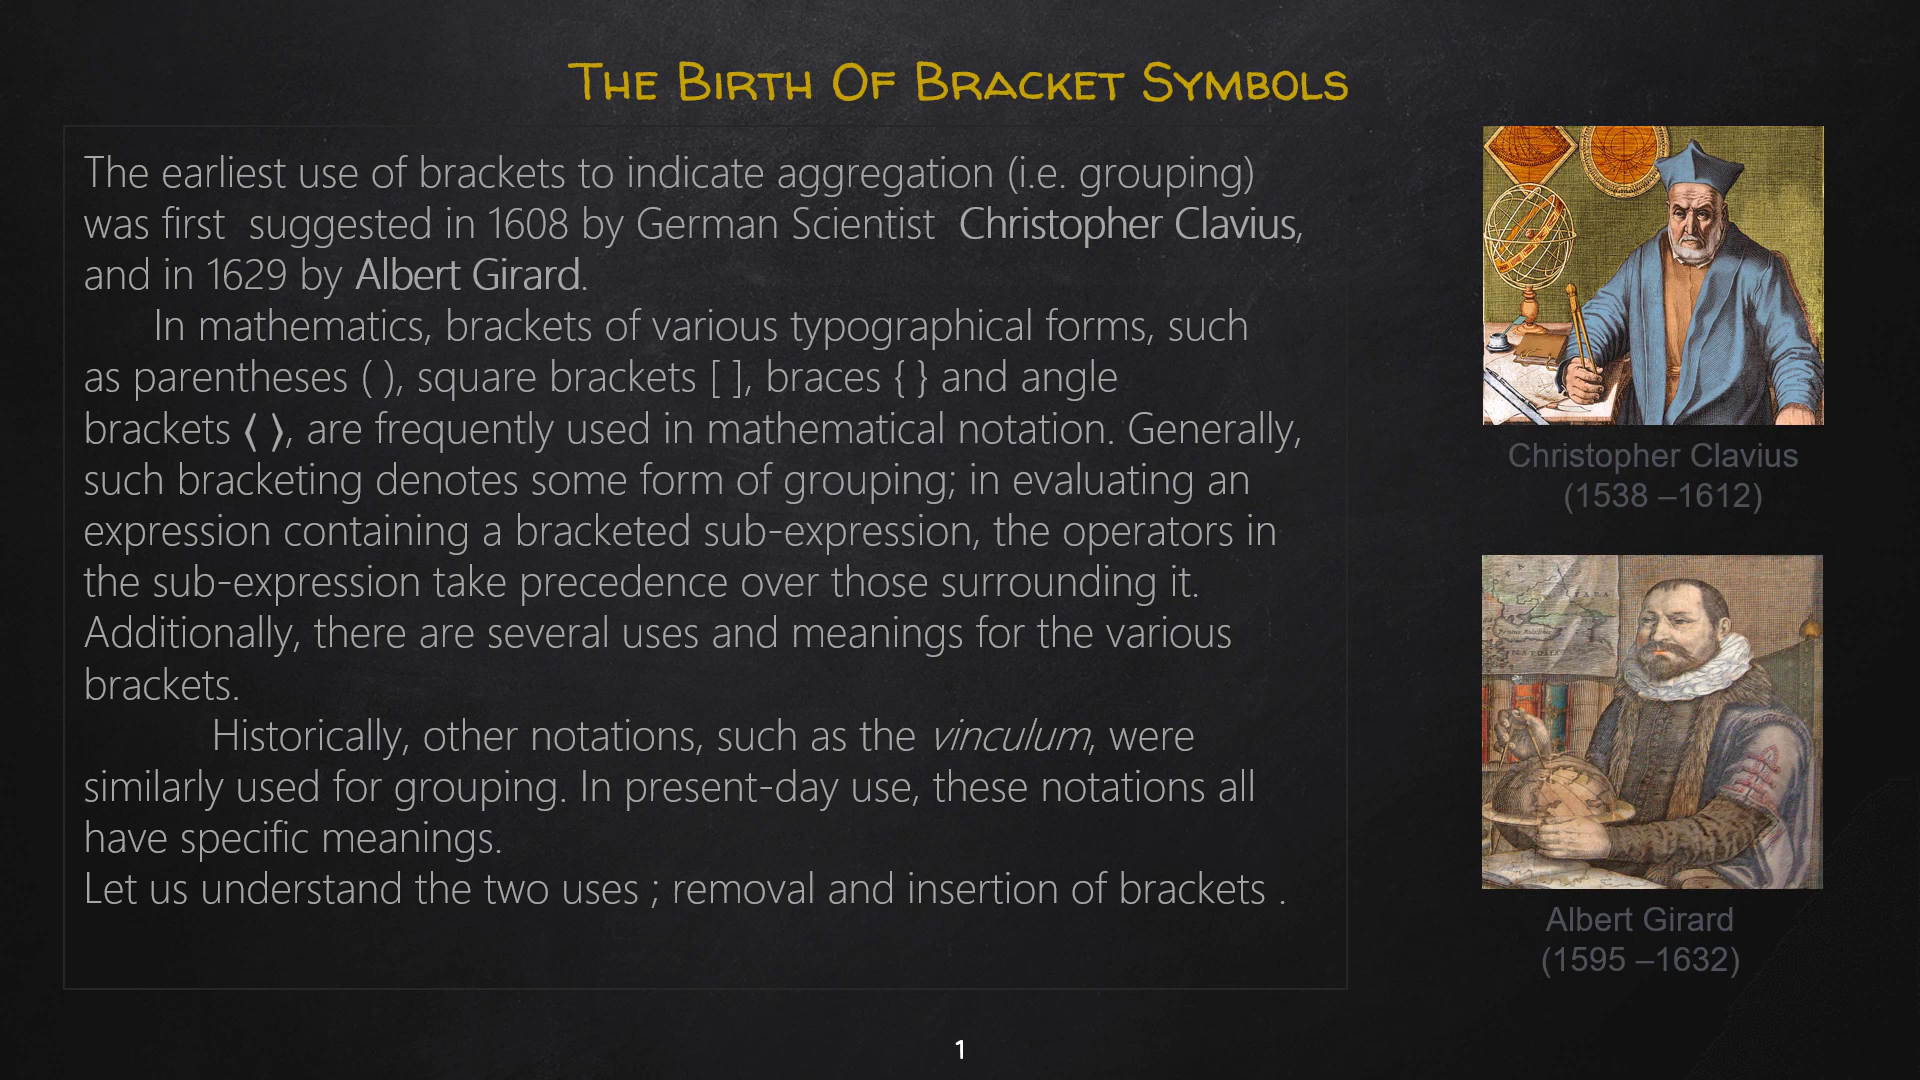 The Birth Of Bracket Symbols
The earliest use of brackets to indicate aggregation (i.e. grouping)
was first  suggested in 1608 by German Scientist  Christopher Clavius,
and in 1629 by Albert Girard.
In mathematics, brackets of various typographical forms, such
as parentheses ( ), square brackets [ ], braces { } and angle
brackets ⟨ ⟩, are frequently used in mathematical notation. Generally,
such bracketing denotes some form of grouping; in evaluating an
expression containing a bracketed sub-expression, the operators in
the sub-expression take precedence over those surrounding it.
Additionally, there are several uses and meanings for the various
brackets.
Historically, other notations, such as the vinculum, were
similarly used for grouping. In present-day use, these notations all
have specific meanings.
Let us understand the two uses ; removal and insertion of brackets .
Christopher Clavius
(1538 –1612)
Albert Girard
(1595 –1632)
1